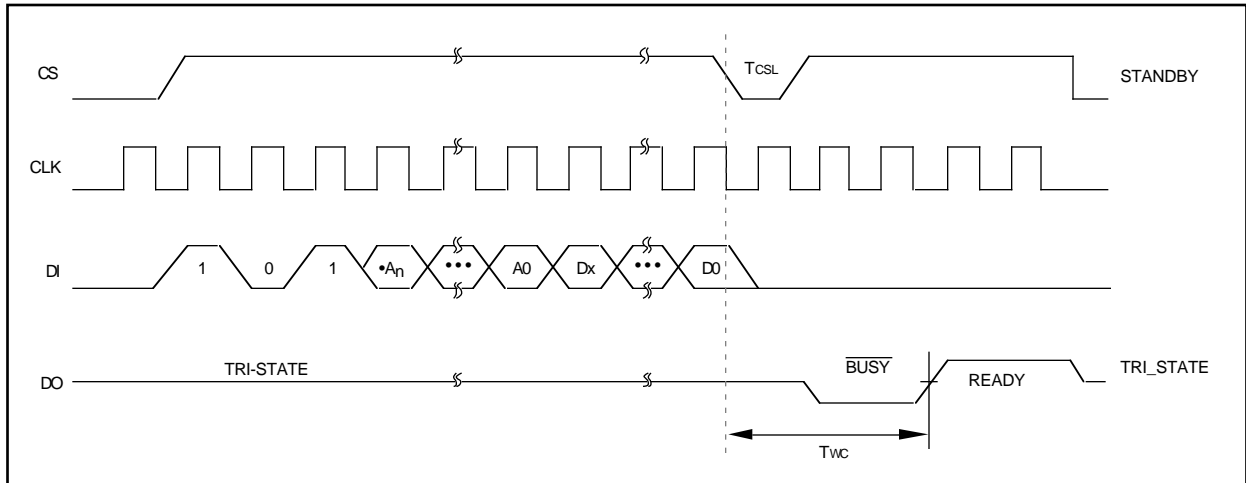 CS
TCSL
STANDBY
CLK
DI
1 0 1 •An ••• A0 Dx ••• D0
TRI-STATE
BUSY
DO
READY
TRI_STATE
TWC